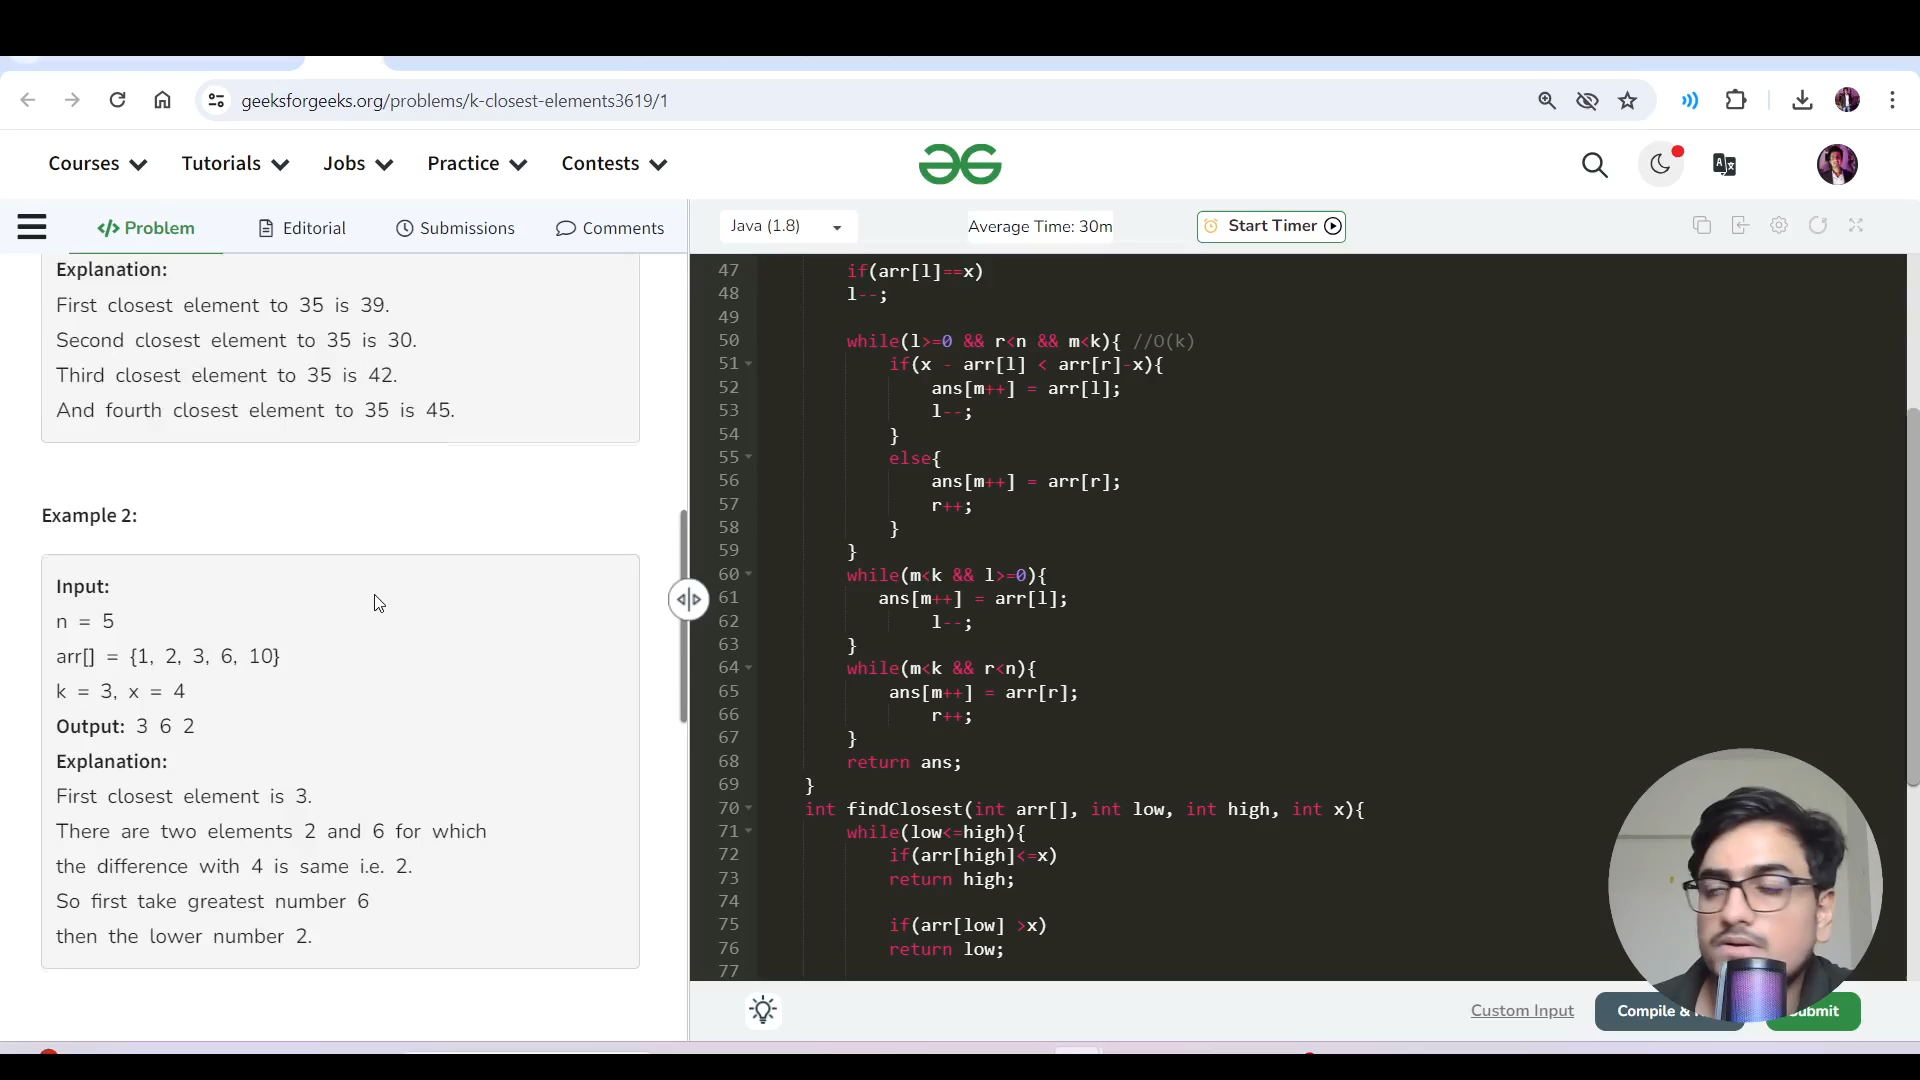 geeksforgeeks.org/problems/k-closest-elements3619/1
Courses Tutorials Jobs Practice Contests
</> Problem Editorial Submissions Comments
Java (1.8) Average Time: 30m Start Timer
Explanation:
First closest element to 35 is 39.
Second closest element to 35 is 30.
Third closest element to 35 is 42.
And fourth closest element to 35 is 45.
Example 2:
Input:
n = 5
arr[] = {1, 2, 3, 6, 10}
k = 3, x = 4
Output: 3 6 2
Explanation:
First closest element is 3.
There are two elements 2 and 6 for which
the difference with 4 is same i.e. 2.
So first take greatest number 6
then the lower number 2.
47 if(arr[l]==x)
48 l--;
49
50 while(l>=0 && r<n && m<k){ //O(k)
51 if(x - arr[l] < arr[r]-x){
52 ans[m++] = arr[l];
53 l--;
54 }
55 else{
56 ans[m++] = arr[r];
57 r++;
58 }
59 }
60 while(m<k && l>=0){
61 ans[m++] = arr[l];
62 l--;
63 }
64 while(m<k && r<n){
65 ans[m++] = arr[r];
66 r++;
67 }
68 return ans;
69 }
70 int findClosest(int arr[], int low, int high, int x){
71 while(low<=high){
72 if(arr[high]<=x)
73 return high;
74
75 if(arr[low] >x)
76 return low;
77
Custom Input Compile &